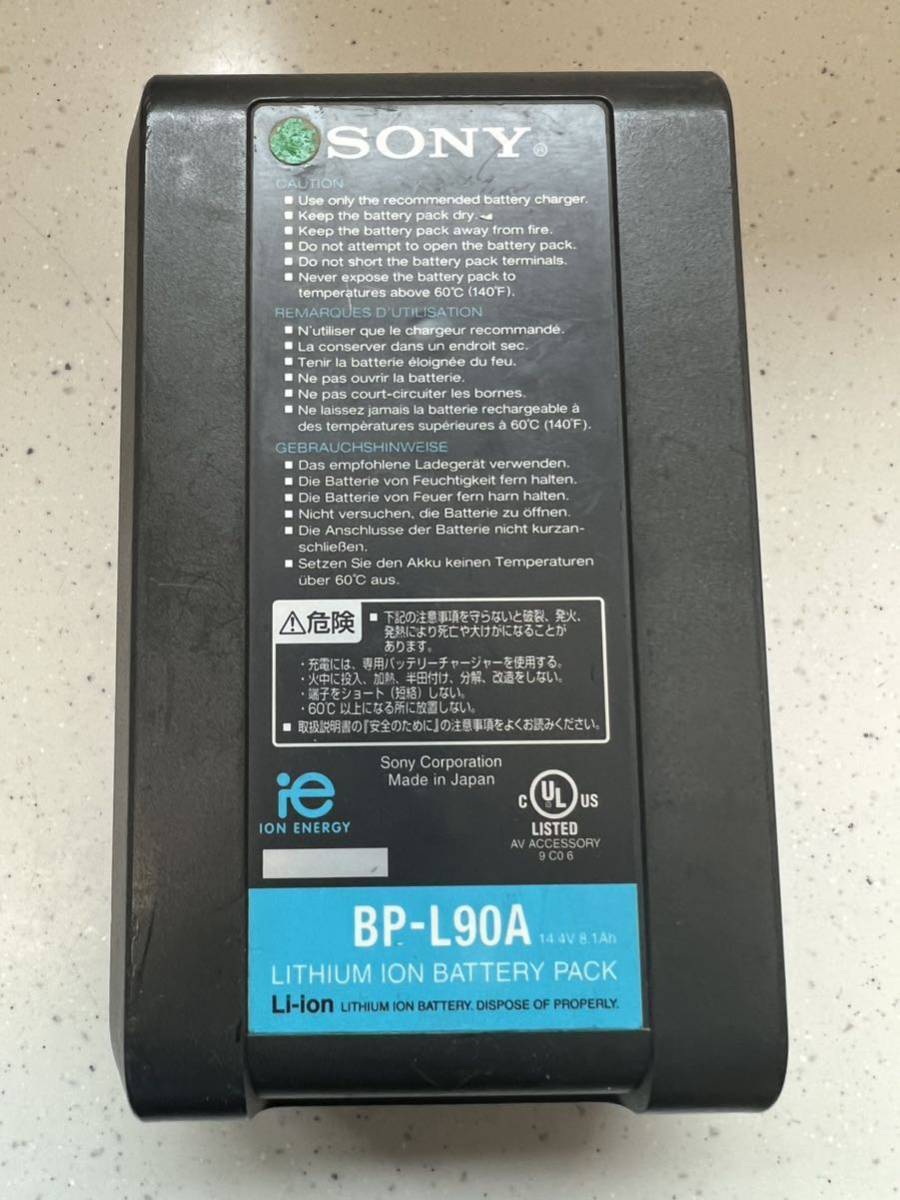 SONY®
CAUTION
■ Use only the recommended battery charger.
■ Keep the battery pack dry.
■ Keep the battery pack away from fire.
■ Do not attempt to open the battery pack.
■ Do not short the battery pack terminals.
■ Never expose the battery pack to
temperatures above 60°C (140°F).
REMARQUES D'UTILISATION
■ N'utiliser que le chargeur recommandé.
■ La conserver dans un endroit sec.
■ Tenir la batterie éloignée du feu.
■ Ne pas ouvrir la batterie.
■ Ne pas court-circuiter les bornes.
■ Ne laissez jamais la batterie rechargeable à
des températures supérieures à 60°C (140°F).
GEBRAUCHSHINWEISE
■ Das empfohlene Ladegerät verwenden.
■ Die Batterie von Feuchtigkeit fern halten.
■ Die Batterie von Feuer fern harn halten.
■ Nicht versuchen, die Batterie zu öffnen.
■ Die Anschlusse der Batterie nicht kurzan-
schließen.
■ Setzen Sie den Akku keinen Temperaturen
über 60°C aus.
⚠危険
■ 下記の注意事項を守らないと破裂、発火、
発熱により死亡や大けがになることが
あります。
・充電には、専用バッテリーチャージャーを使用する。
・火中に投入、加熱、半田付け、分解、改造をしない。
・端子をショート（短絡）しない。
・60℃以上になる所に放置しない。
■ 取扱説明書の『安全のために』の注意事項をよくお読みください。
Sony Corporation
Made in Japan
ie
ION ENERGY
C UL US
LISTED
AV ACCESSORY
9 C0 6
BP-L90A 14.4V 8.1Ah
LITHIUM ION BATTERY PACK
Li-ion LITHIUM ION BATTERY. DISPOSE OF PROPERLY.